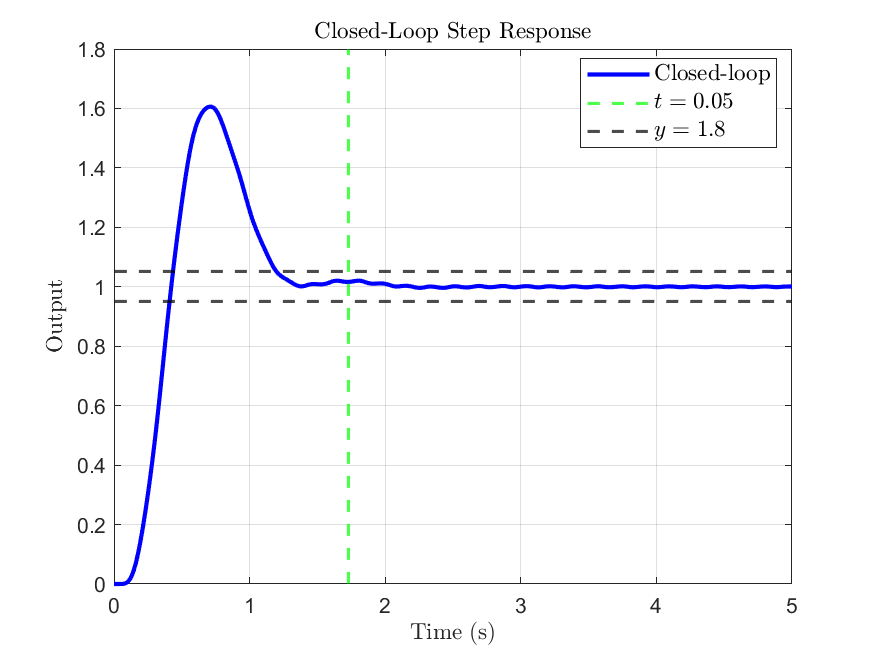 Closed-Loop Step Response
1.8
1.6
1.4
1.2
1
0.8
0.6
0.4
0.2
0
Output
Closed-loop
t = 0.05
y = 1.8
0 1 2 3 4 5
Time (s)